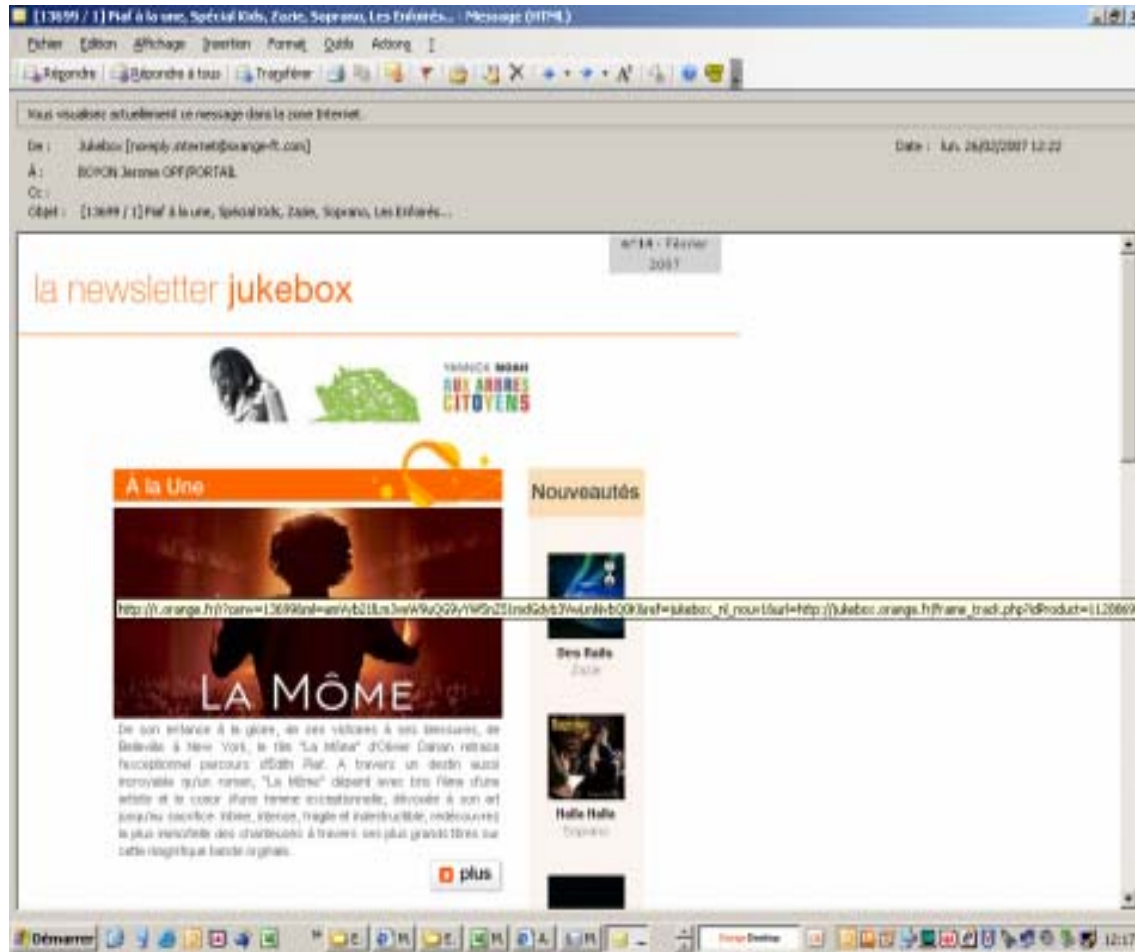 [13699 / 1] Piaf à la une, Spécial Kids, Zazie, Soprano, Les Enfoirés... - Message (HTML)
Fichier Edition Affichage Insertion Format Outils Actions ?
Répondre Répondre à tous Transférer
Vous visualisez actuellement ce message dans la zone Internet.
De : Jukebox [noreply.internet@orange-ft.com] Date : lun. 26/02/2007 12:22
À : BOYON Jerome OPF/PORTAIL
Cc :
Objet : [13699 / 1] Piaf à la une, Spécial Kids, Zazie, Soprano, Les Enfoirés...
n°14 - Février
2007
la newsletter jukebox
YANNICK NOAH
AUX ARBRES
CITOYENS
À la Une
Nouveautés
LA MÔME
Des Rails
Zazie
De son enfance à la gloire, de ses victoires à ses blessures, de
Belleville à New York, le film "La Môme" d'Olivier Dahan retrace
l'exceptionnel parcours d'Edith Piaf. A travers un destin aussi
incroyable qu'un roman, "La Môme" dépeint avec brio l'âme d'une
artiste et le coeur d'une femme exceptionnelle, dévouée à son art
jusqu'au sacrifice. Intime, intense, fragile et indestructible, redécouvrez
la plus immortelle des chanteuses à travers ses plus grands titres sur
cette magnifique bande originale.
Halla Halla
Soprano
plus
Démarrer
12:17